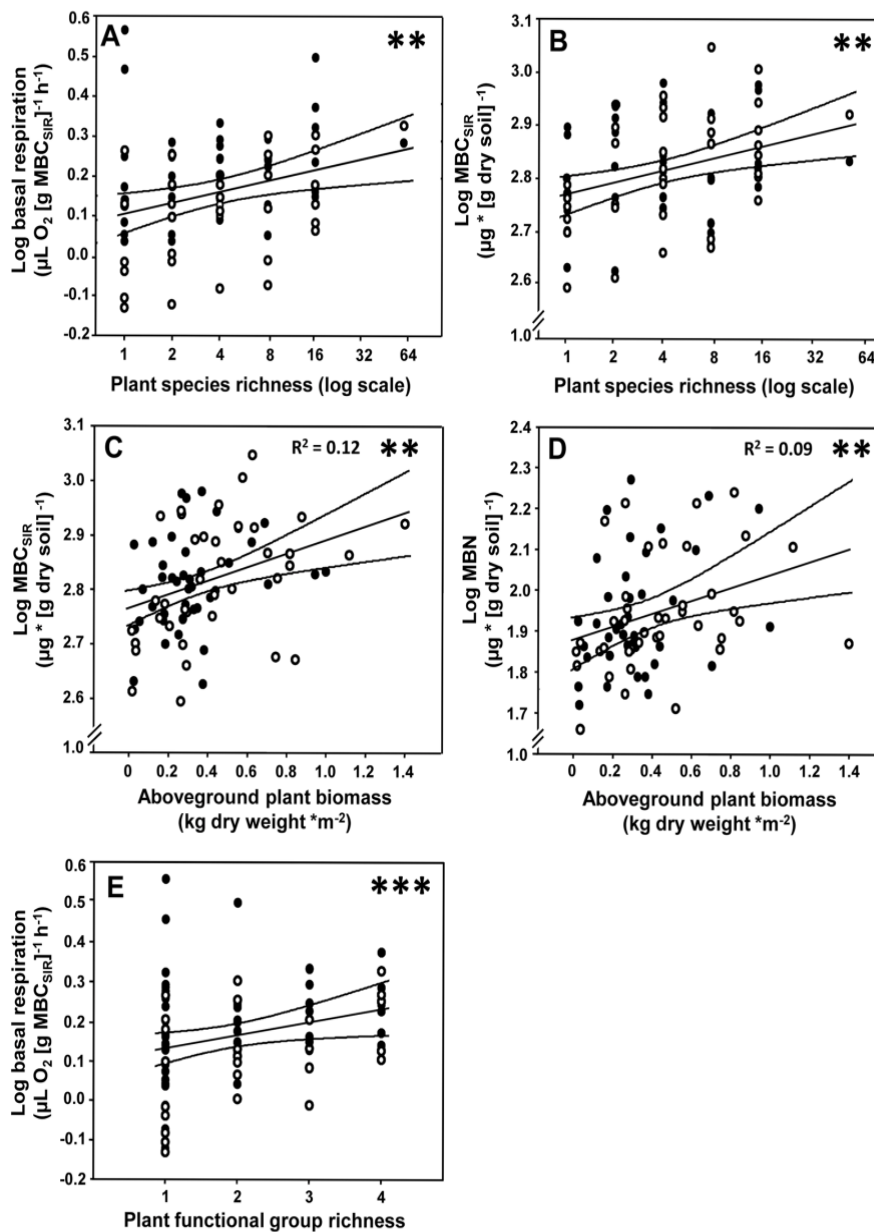 A
**
Log basal respiration
(µL O₂ [g MBC_SIR]⁻¹ h⁻¹)
0.6
0.5
0.4
0.3
0.2
0.1
0.0
-0.1
-0.2
1 2 4 8 16 32 64
Plant species richness (log scale)
B
**
Log MBC_SIR
(µg * [g dry soil]⁻¹)
3.1
3.0
2.9
2.8
2.7
2.6
1.0
1 2 4 8 16 32 64
Plant species richness (log scale)
C
R² = 0.12 **
Log MBC_SIR
(µg * [g dry soil]⁻¹)
3.1
3.0
2.9
2.8
2.7
2.6
1.0
0 0.2 0.4 0.6 0.8 1.0 1.2 1.4
Aboveground plant biomass
(kg dry weight *m⁻²)
D
R² = 0.09 **
Log MBN
(µg * [g dry soil]⁻¹)
2.4
2.3
2.2
2.1
2.0
1.9
1.8
1.7
1.0
0 0.2 0.4 0.6 0.8 1.0 1.2 1.4
Aboveground plant biomass
(kg dry weight *m⁻²)
E
***
Log basal respiration
(µL O₂ [g MBC_SIR]⁻¹ h⁻¹)
0.6
0.5
0.4
0.3
0.2
0.1
0.0
-0.1
-0.2
1 2 3 4
Plant functional group richness